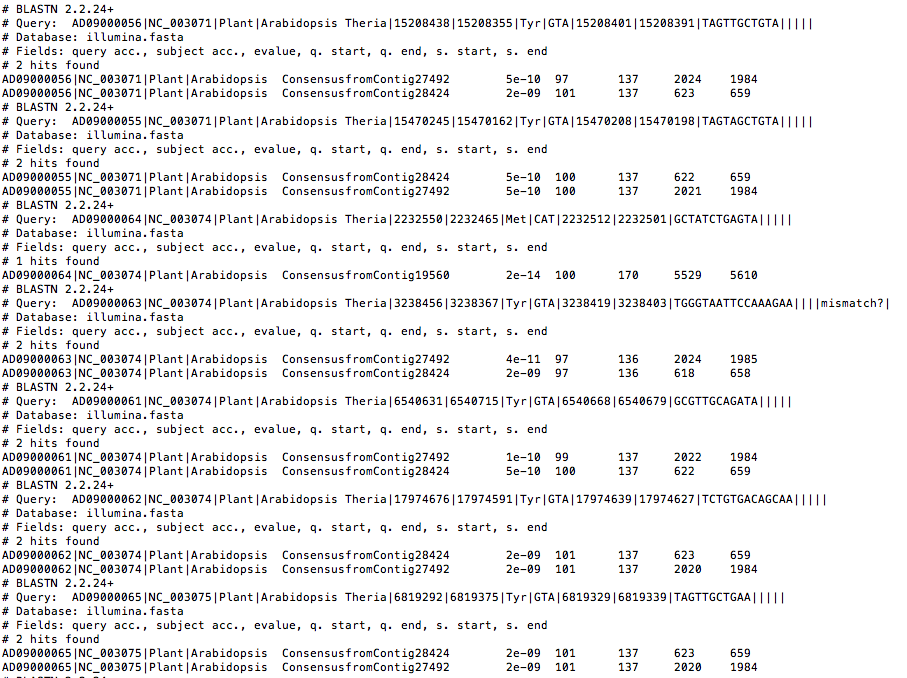 # BLASTN 2.2.24+
# Query:  AD09000056|NC_003071|Plant|Arabidopsis Theria|15208438|15208355|Tyr|GTA|15208401|15208391|TAGTTGCTGTA|||||
# Database: illumina.fasta
# Fields: query acc., subject acc., evalue, q. start, q. end, s. start, s. end
# 2 hits found
AD09000056|NC_003071|Plant|Arabidopsis  ConsensusfromContig27492        5e-10  97      137     2024    1984
AD09000056|NC_003071|Plant|Arabidopsis  ConsensusfromContig28424        2e-09  101     137     623     659
# BLASTN 2.2.24+
# Query:  AD09000055|NC_003071|Plant|Arabidopsis Theria|15470245|15470162|Tyr|GTA|15470208|15470198|TAGTAGCTGTA|||||
# Database: illumina.fasta
# Fields: query acc., subject acc., evalue, q. start, q. end, s. start, s. end
# 2 hits found
AD09000055|NC_003071|Plant|Arabidopsis  ConsensusfromContig28424        5e-10  100     137     622     659
AD09000055|NC_003071|Plant|Arabidopsis  ConsensusfromContig27492        5e-10  100     137     2021    1984
# BLASTN 2.2.24+
# Query:  AD09000064|NC_003074|Plant|Arabidopsis Theria|2232550|2232465|Met|CAT|2232512|2232501|GCTATCTGAGTA|||||
# Database: illumina.fasta
# Fields: query acc., subject acc., evalue, q. start, q. end, s. start, s. end
# 1 hits found
AD09000064|NC_003074|Plant|Arabidopsis  ConsensusfromContig19560        2e-14  100     170     5529    5610
# BLASTN 2.2.24+
# Query:  AD09000063|NC_003074|Plant|Arabidopsis Theria|3238456|3238367|Tyr|GTA|3238419|3238403|TGGGTAATTCCAAAGAA||||mismatch?|
# Database: illumina.fasta
# Fields: query acc., subject acc., evalue, q. start, q. end, s. start, s. end
# 2 hits found
AD09000063|NC_003074|Plant|Arabidopsis  ConsensusfromContig27492        4e-11  97      136     2024    1985
AD09000063|NC_003074|Plant|Arabidopsis  ConsensusfromContig28424        2e-09  97      136     618     658
# BLASTN 2.2.24+
# Query:  AD09000061|NC_003074|Plant|Arabidopsis Theria|6540631|6540715|Tyr|GTA|6540668|6540679|GCGTTGCAGATA|||||
# Database: illumina.fasta
# Fields: query acc., subject acc., evalue, q. start, q. end, s. start, s. end
# 2 hits found
AD09000061|NC_003074|Plant|Arabidopsis  ConsensusfromContig27492        1e-10  99      137     2022    1984
AD09000061|NC_003074|Plant|Arabidopsis  ConsensusfromContig28424        5e-10  100     137     622     659
# BLASTN 2.2.24+
# Query:  AD09000062|NC_003074|Plant|Arabidopsis Theria|17974676|17974591|Tyr|GTA|17974639|17974627|TCTGTGACAGCAA|||||
# Database: illumina.fasta
# Fields: query acc., subject acc., evalue, q. start, q. end, s. start, s. end
# 2 hits found
AD09000062|NC_003074|Plant|Arabidopsis  ConsensusfromContig28424        2e-09  101     137     623     659
AD09000062|NC_003074|Plant|Arabidopsis  ConsensusfromContig27492        2e-09  101     137     2020    1984
# BLASTN 2.2.24+
# Query:  AD09000065|NC_003075|Plant|Arabidopsis Theria|6819292|6819375|Tyr|GTA|6819329|6819339|TAGTTGCTGAA|||||
# Database: illumina.fasta
# Fields: query acc., subject acc., evalue, q. start, q. end, s. start, s. end
# 2 hits found
AD09000065|NC_003075|Plant|Arabidopsis  ConsensusfromContig28424        2e-09  101     137     623     659
AD09000065|NC_003075|Plant|Arabidopsis  ConsensusfromContig27492        2e-09  101     137     2020    1984